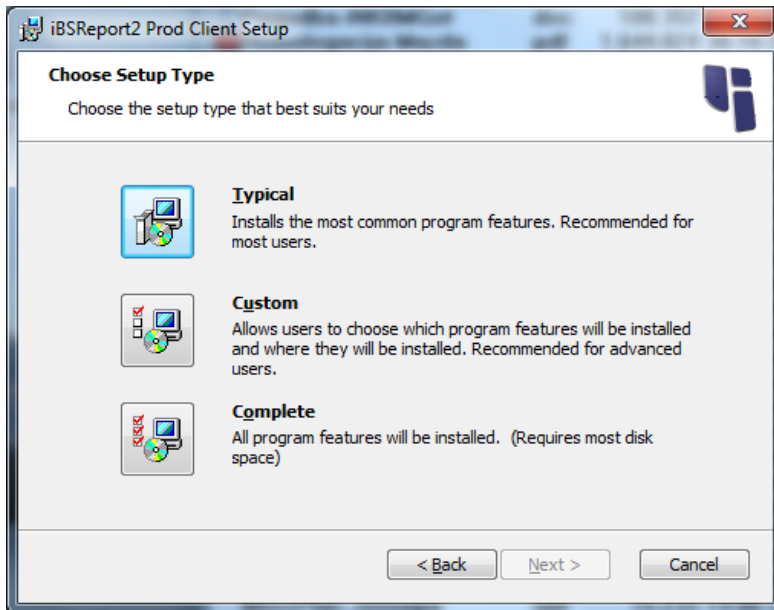 iBSReport2 Prod Client Setup
Choose Setup Type
Choose the setup type that best suits your needs
Typical
Installs the most common program features. Recommended for
most users.
Custom
Allows users to choose which program features will be installed
and where they will be installed. Recommended for advanced
users.
Complete
All program features will be installed.  (Requires most disk
space)
< Back
Next >
Cancel